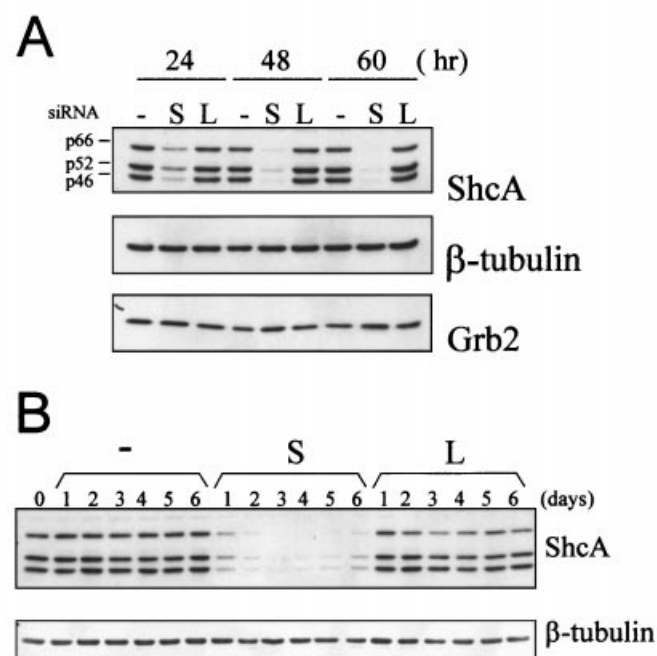 A
24 48 60 ( hr)
siRNA - S L - S L - S L
p66
p52
p46
ShcA
β-tubulin
Grb2
B
- S L
0 1 2 3 4 5 6 1 2 3 4 5 6 1 2 3 4 5 6 (days)
ShcA
β-tubulin